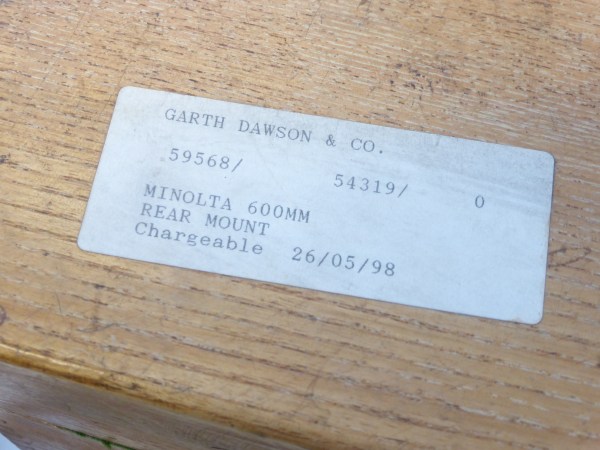 GARTH DAWSON & CO.
59568/ 54319/ 0
MINOLTA 600MM
REAR MOUNT
Chargeable 26/05/98